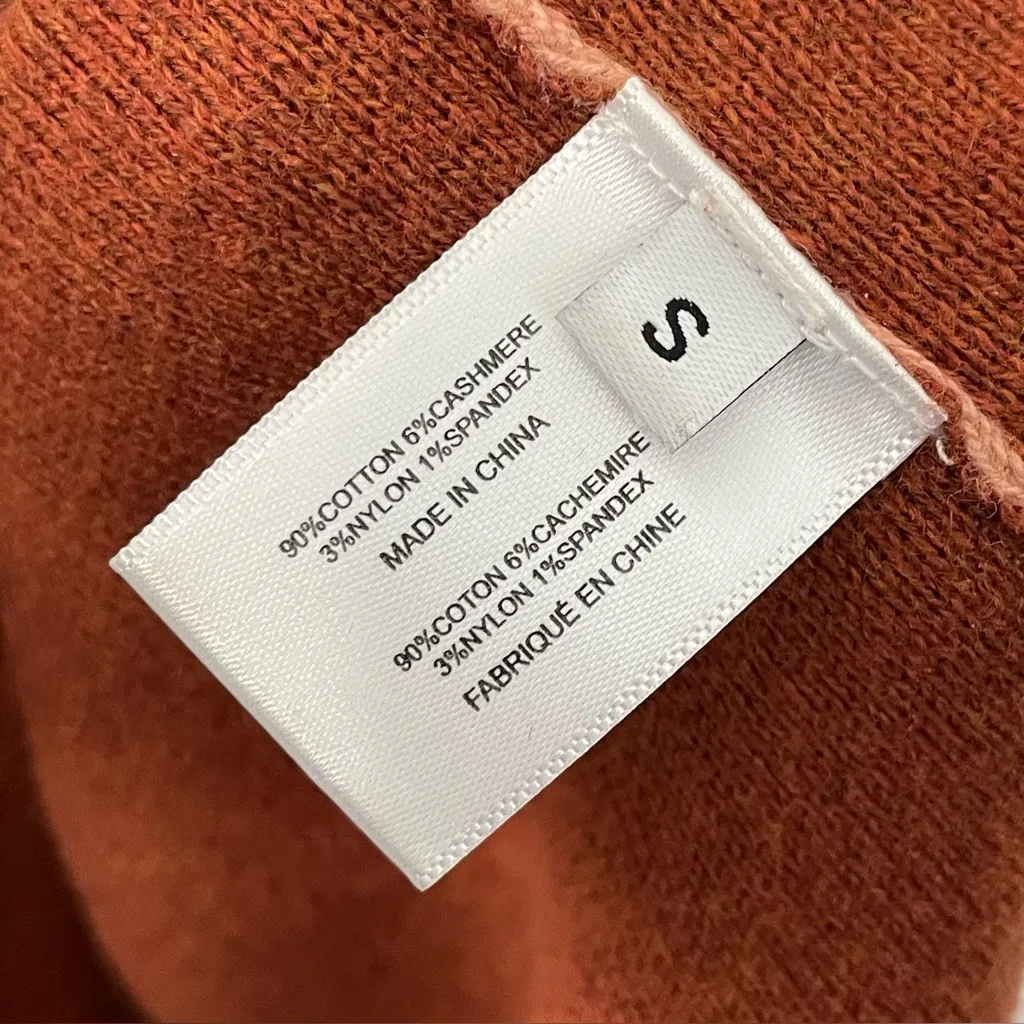 S
90%COTTON 6%CASHMERE
3%NYLON 1%SPANDEX
MADE IN CHINA
90%COTON 6%CACHEMIRE
3%NYLON 1%SPANDEX
FABRIQUÉ EN CHINE